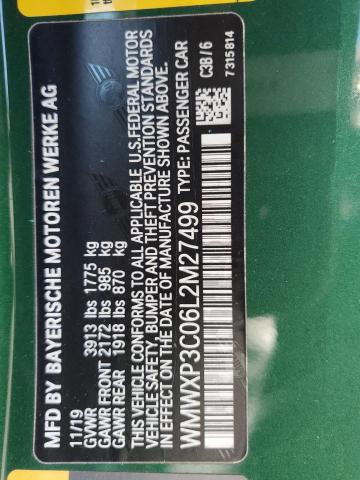 MFD BY BAYERISCHE MOTOREN WERKE AG
11/19
GVWR 3913 lbs 1775 kg
GAWR FRONT 2172 lbs 985 kg
GAWR REAR 1918 lbs 870 kg
THIS VEHICLE CONFORMS TO ALL APPLICABLE U.S.FEDERAL MOTOR
VEHICLE SAFETY, BUMPER AND THEFT PREVENTION STANDARDS
IN EFFECT ON THE DATE OF MANUFACTURE SHOWN ABOVE.
WMWXP3C06L2M27499 TYPE: PASSENGER CAR
C3B/6
7315814